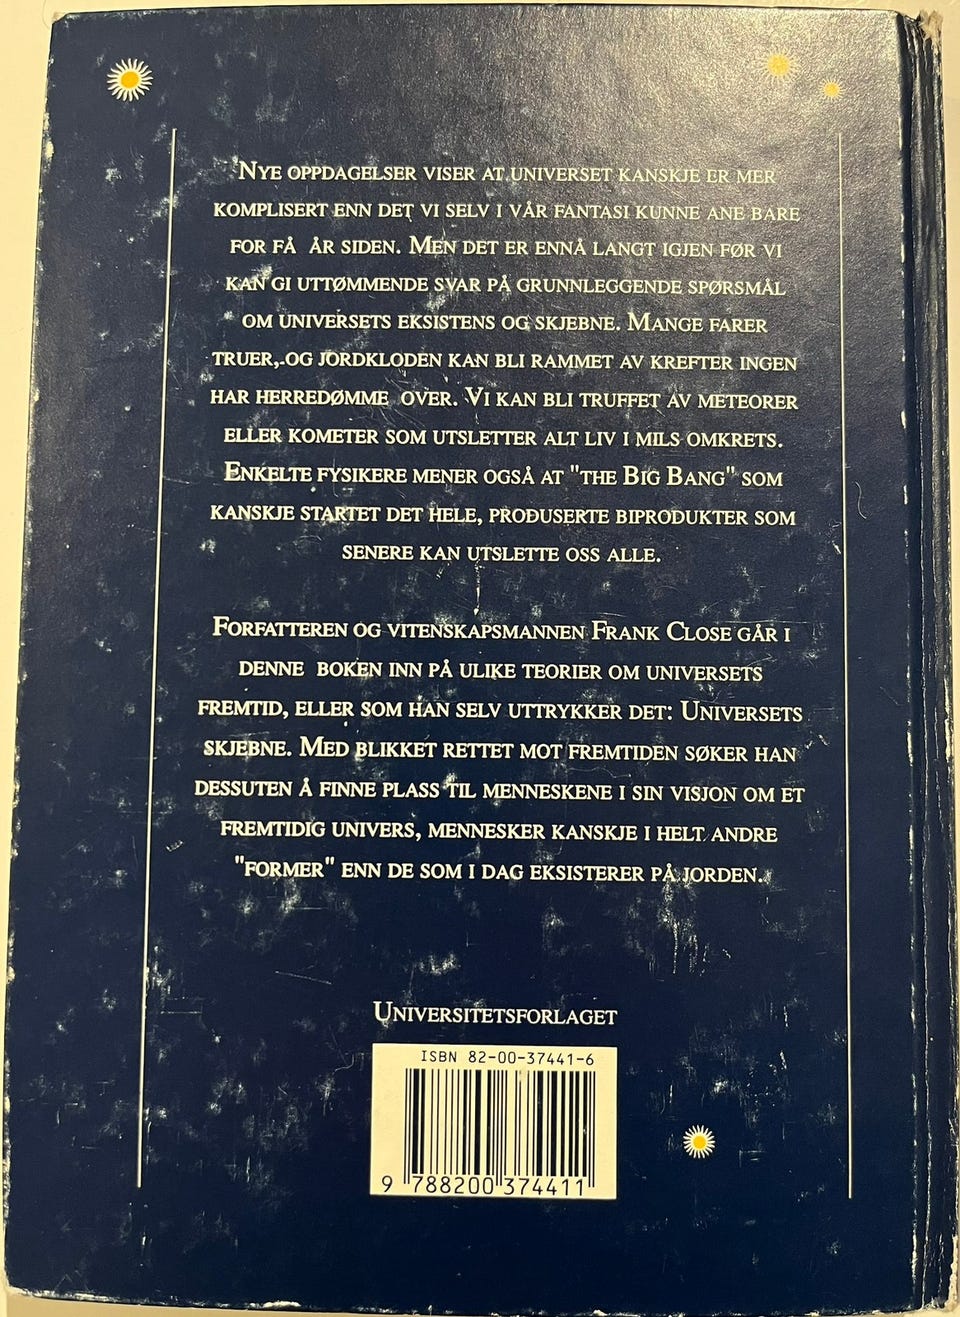 Nye oppdagelser viser at universet kanskje er mer
komplisert enn det vi selv i vår fantasi kunne ane bare
for få år siden. Men det er ennå langt igjen før vi
kan gi uttømmende svar på grunnleggende spørsmål
om universets eksistens og skjebne. Mange farer
truer, og jordkloden kan bli rammet av krefter ingen
har herredømme over. Vi kan bli truffet av meteorer
eller kometer som utsletter alt liv i mils omkrets.
Enkelte fysikere mener også at "the Big Bang" som
kanskje startet det hele, produserte biprodukter som
senere kan utslette oss alle.
Forfatteren og vitenskapsmannen Frank Close går i
denne boken inn på ulike teorier om universets
fremtid, eller som han selv uttrykker det: Universets
skjebne. Med blikket rettet mot fremtiden søker han
dessuten å finne plass til menneskene i sin visjon om et
fremtidig univers, mennesker kanskje i helt andre
"former" enn de som i dag eksisterer på jorden.
Universitetsforlaget
ISBN 82-00-37441-6
9 788200 374411